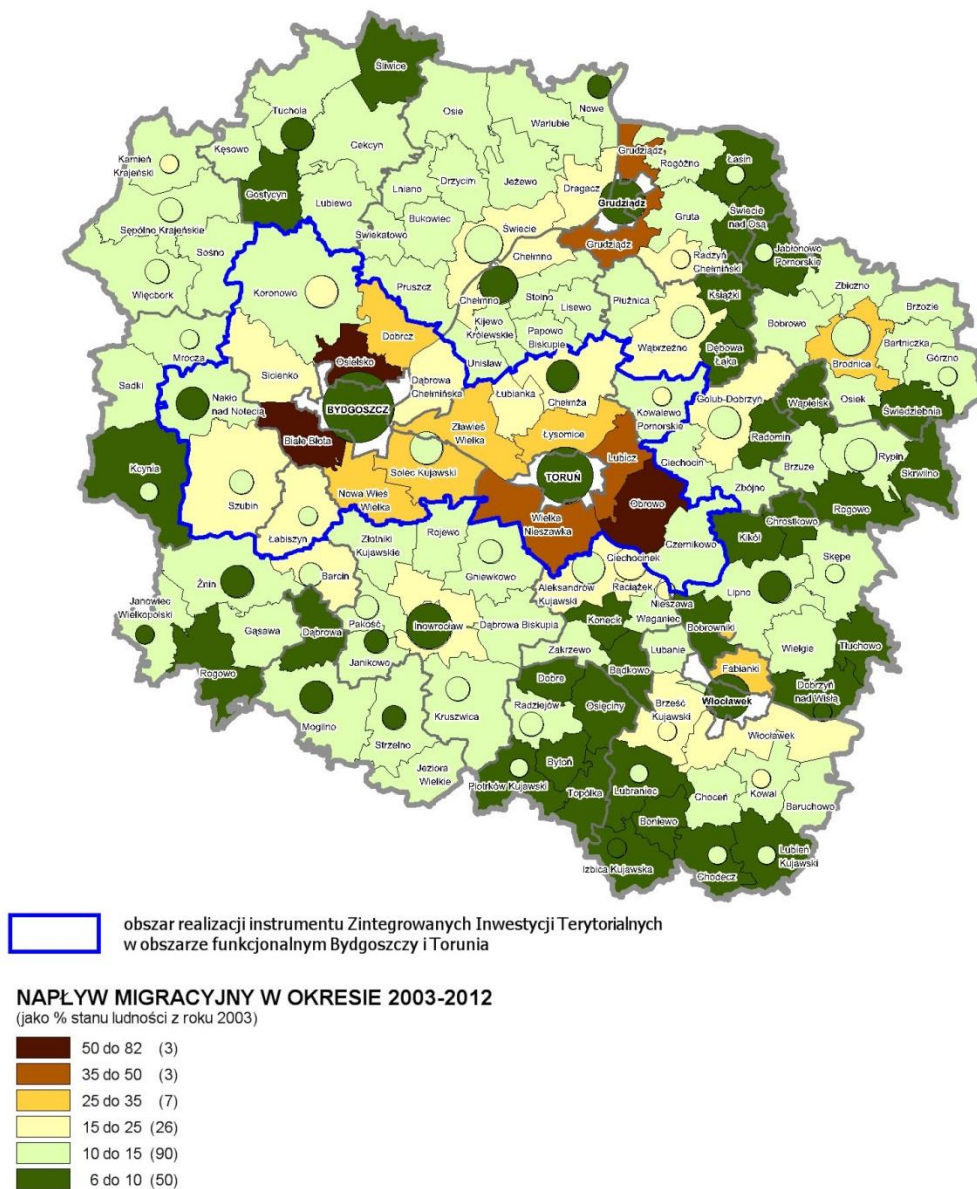 Śliwice
Tuchola
Osie
Nowe
Warlubie
Kęsowo
Cekcyn
Kamień
Krajeński
Grudziądz
Rogóźno
Łasin
Gostycyn
Lniano
Drzycim
Jeżewo
Dragacz
Grudziądz
Lubiewo
Bukowiec
Świecie
nad Osą
Sępólno Krajeńskie
Świekatowo
Świecie
Gruta
Grudziądz
Sośno
Chełmno
Radzyń
Chełmiński
Jabłonowo
Pomorskie
Więcbork
Koronowo
Pruszcz
Chełmno
Stolno
Lisewo
Płużnica
Książki
Zbiczno
Brzozie
Dobrcz
Kijewo
Królewskie
Papowo
Biskupie
Bobrowo
Bartniczka
Mrocza
Osielsko
Unisław
Wąbrzeźno
Dębowa
Łąka
Brodnica
Górzno
Sadki
Sicienko
Dąbrowa
Chełmińska
Nakło
nad Notecią
BYDGOSZCZ
Łubianka
Chełmża
Kowalewo
Pomorskie
Golub-Dobrzyń
Wąpielsk
Osiek
Świedziebnia
Białe Błota
Zławieś
Wielka
Łysomice
Lubicz
Ciechocin
Radomin
Rypin
Skrwilno
Kcynia
Solec Kujawski
TORUŃ
Brzuze
Szubin
Nowa Wieś
Wielka
Wielka
Nieszawka
Obrowo
Zbójno
Rogowo
Łabiszyn
Złotniki
Kujawskie
Rojewo
Czernikowo
Kikół
Chrostkowo
Żnin
Barcin
Gniewkowo
Ciechocinek
Aleksandrów
Kujawski
Raciążek
Skępe
Janowiec
Wielkopolski
Gąsawa
Dąbrowa
Pakość
Inowrocław
Dąbrowa Biskupia
Nieszawa
Koneck
Waganiec
Bobrowniki
Lipno
Rogowo
Janikowo
Zakrzewo
Bądkowo
Lubanie
Wielgie
Tłuchowo
Dobre
Fabianki
Dobrzyń
nad Wisłą
Mogilno
Strzelno
Kruszwica
Radziejów
Osięciny
Włocławek
Brześć
Kujawski
Włocławek
Jeziora
Wielkie
Piotrków Kujawski
Bytoń
Topólka
Lubraniec
Choceń
Kowal
Baruchowo
Boniewo
Izbica Kujawska
Chodecz
Lubień
Kujawski
obszar realizacji instrumentu Zintegrowanych Inwestycji Terytorialnych
w obszarze funkcjonalnym Bydgoszczy i Torunia
NAPŁYW MIGRACYJNY W OKRESIE 2003-2012
(jako % stanu ludności z roku 2003)
50 do 82 (3)
35 do 50 (3)
25 do 35 (7)
15 do 25 (26)
10 do 15 (90)
6 do 10 (50)